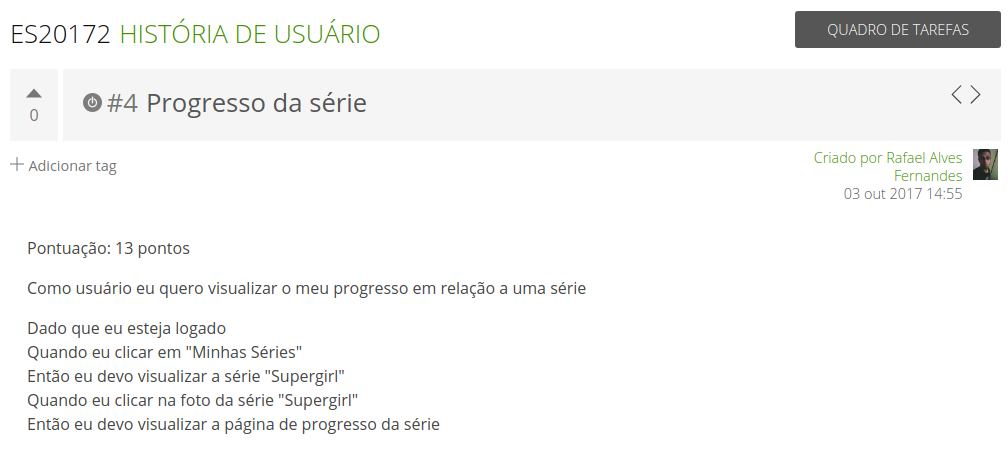 ES20172 HISTÓRIA DE USUÁRIO
QUADRO DE TAREFAS
0
#4 Progresso da série
Adicionar tag
Criado por Rafael Alves
Fernandes
03 out 2017 14:55
Pontuação: 13 pontos
Como usuário eu quero visualizar o meu progresso em relação a uma série
Dado que eu esteja logado
Quando eu clicar em "Minhas Séries"
Então eu devo visualizar a série "Supergirl"
Quando eu clicar na foto da série "Supergirl"
Então eu devo visualizar a página de progresso da série